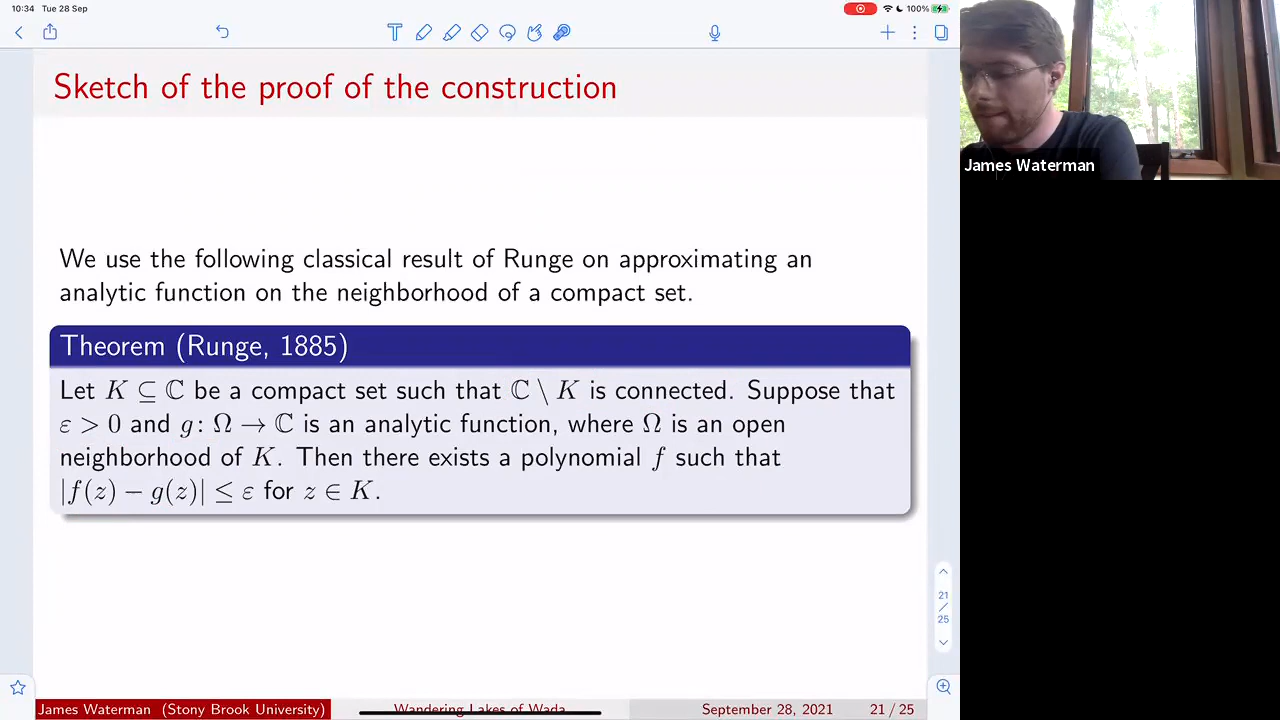 10:34 Tue 28 Sep
100%
Sketch of the proof of the construction
James Waterman
We use the following classical result of Runge on approximating an
analytic function on the neighborhood of a compact set.
Theorem (Runge, 1885)
Let K ⊆ ℂ be a compact set such that ℂ \ K is connected. Suppose that
ε > 0 and g: Ω → ℂ is an analytic function, where Ω is an open
neighborhood of K. Then there exists a polynomial f such that
|f(z) − g(z)| ≤ ε for z ∈ K.
21
/
25
James Waterman (Stony Brook University) Wandering Lakes of Wada September 28, 2021 21 / 25